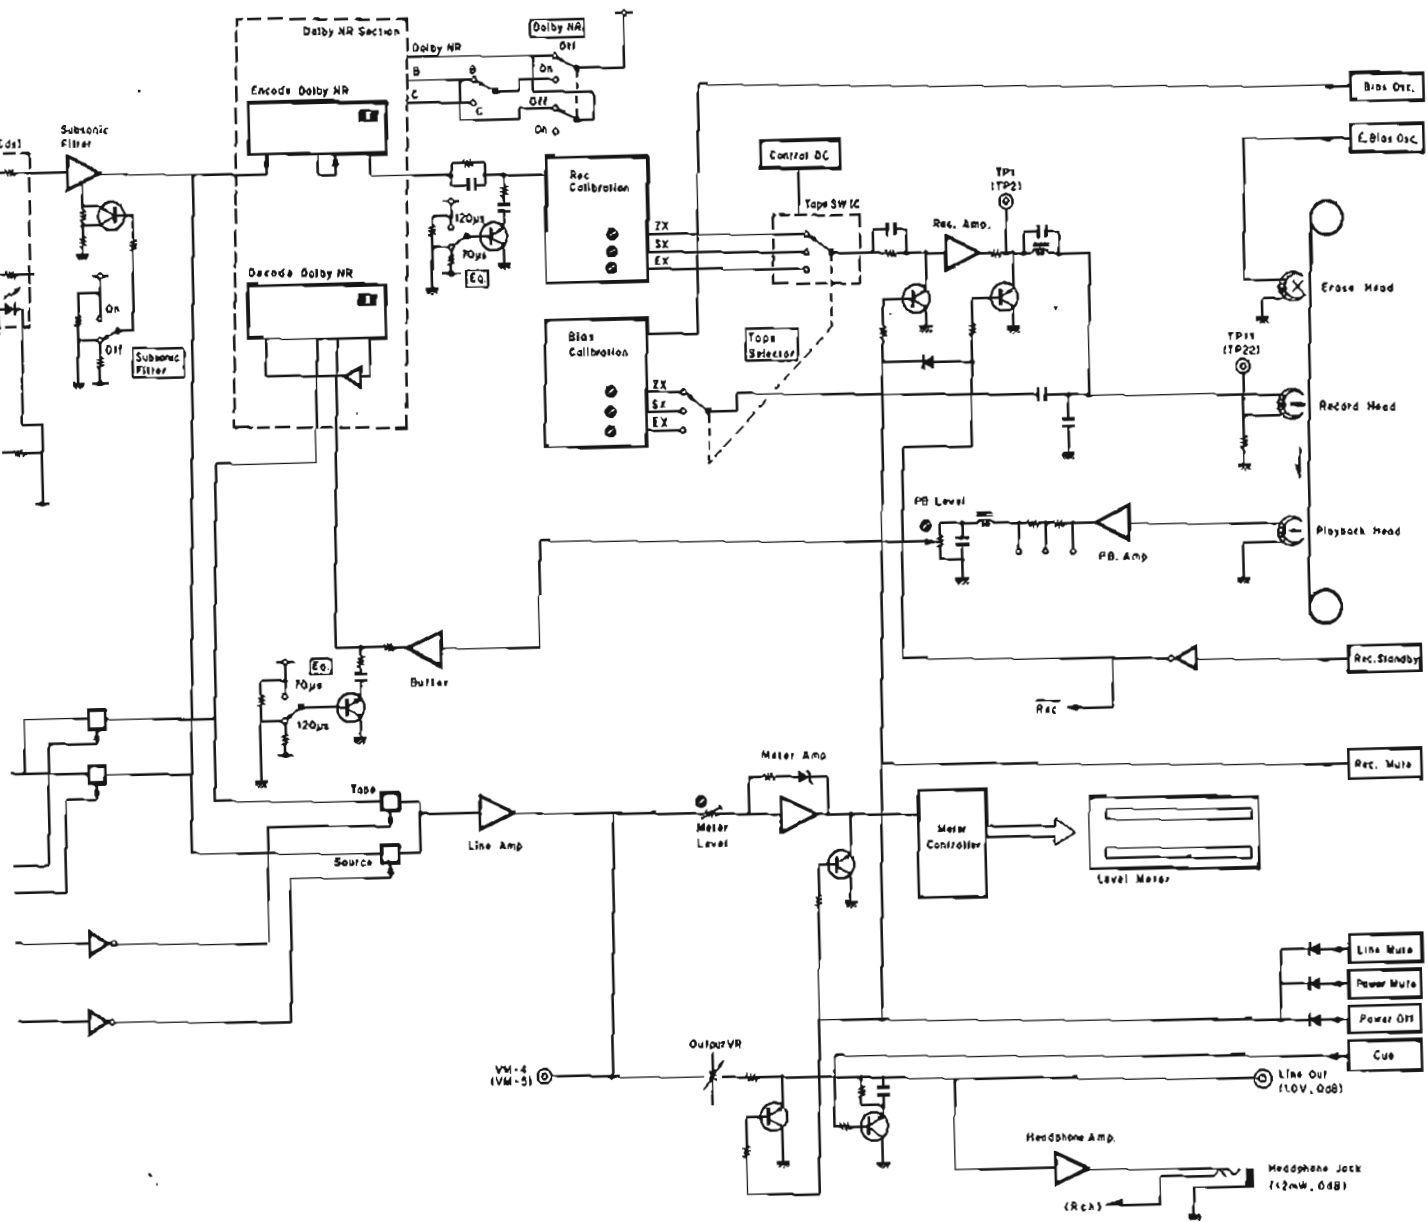 Dolby NR Section
Dolby NR
Off
On
Off
On
Dolby NR
B
C
B
C
Encode Dolby NR
Subsonic
Filter
Bias Osc.
E.Bias Osc.
Control DC
Rec
Calibration
ZX
SX
EX
Tape SW IC
TP1
(TP2)
Rec. Amp.
120μs
70μs
Eq.
Decode Dolby NR
On
Off
Subsonic
Filter
Erase Head
Bias
Calibration
ZX
SX
EX
Tape
Selector
TP11
(TP22)
Record Head
PB Level
PB. Amp
Playback Head
Buffer
Eq.
70μs
120μs
Rec.Standby
Rec
Rec. Mute
Meter Amp
Tape
Source
Line Amp
Meter
Level
Meter
Controller
Level Meter
Line Mute
Power Mute
Power Off
Cue
Output VR
VM-4
(VM-5)
Line Out
(1.0V, 0dB)
Headphone Amp.
Headphone Jack
(12mW, 0dB)
(Rch)